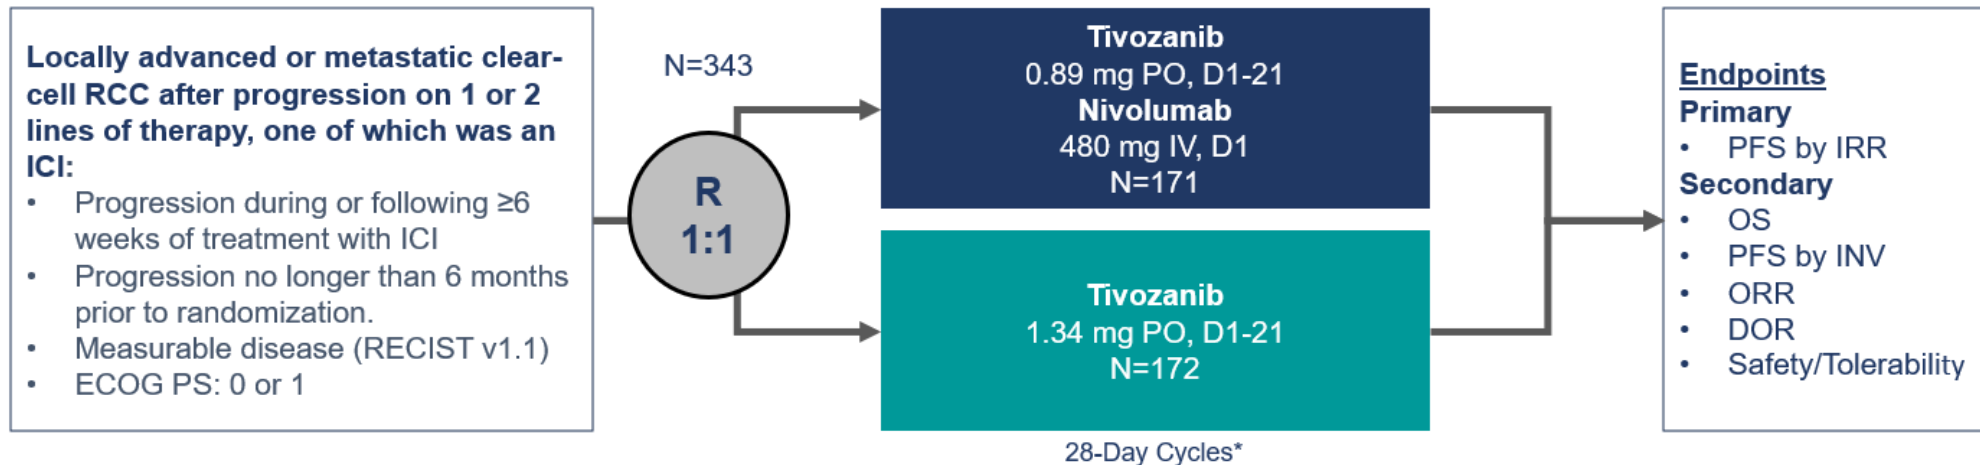 Locally advanced or metastatic clear-
cell RCC after progression on 1 or 2
lines of therapy, one of which was an
ICI:
• Progression during or following ≥6
weeks of treatment with ICI
• Progression no longer than 6 months
prior to randomization.
• Measurable disease (RECIST v1.1)
• ECOG PS: 0 or 1
N=343
R
1:1
Tivozanib
0.89 mg PO, D1-21
Nivolumab
480 mg IV, D1
N=171
Tivozanib
1.34 mg PO, D1-21
N=172
28-Day Cycles*
Endpoints
Primary
• PFS by IRR
Secondary
• OS
• PFS by INV
• ORR
• DOR
• Safety/Tolerability